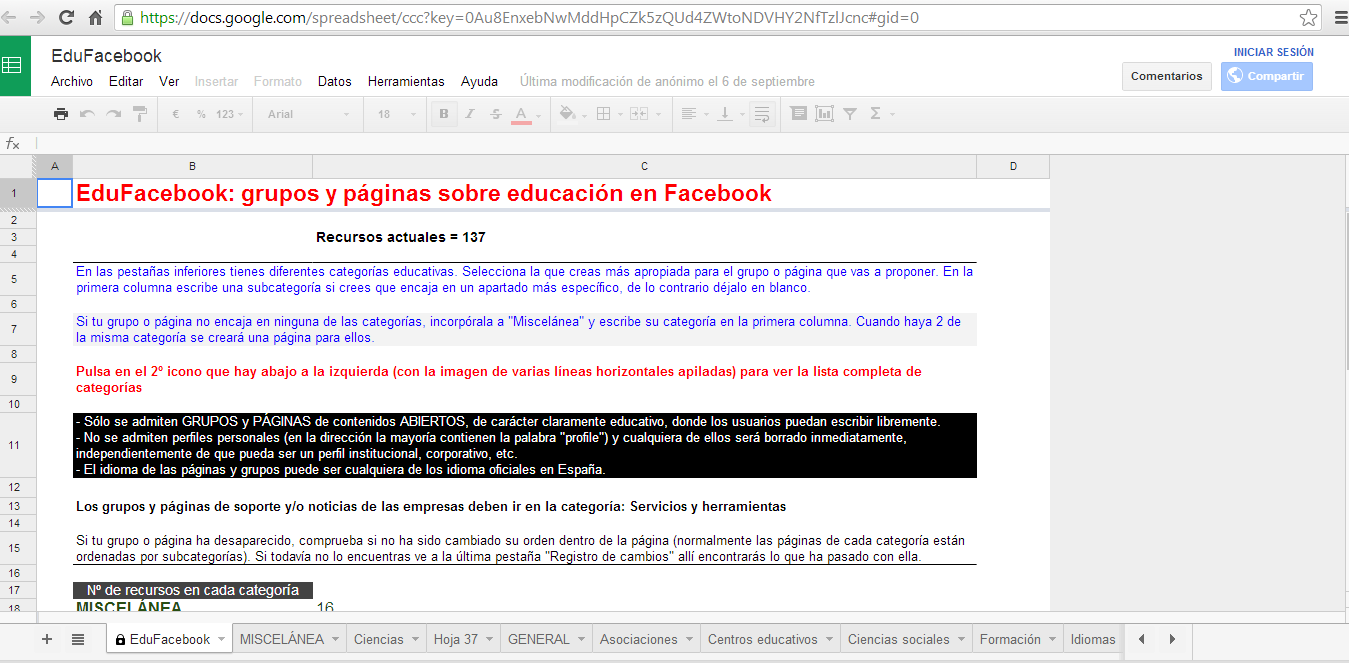 https://docs.google.com/spreadsheet/ccc?key=0Au8EnxebNwMddHpCZk5zQUd4ZWtoNDVHY2NfTzlJcnc#gid=0
EduFacebook
INICIAR SESIÓN
Archivo Editar Ver Insertar Formato Datos Herramientas Ayuda Última modificación de anónimo el 6 de septiembre
Comentarios Compartir
€ % 123 Arial 18 B I S A Σ
fx
A B C D
1 EduFacebook: grupos y páginas sobre educación en Facebook
2
3 Recursos actuales = 137
4
En las pestañas inferiores tienes diferentes categorías educativas. Selecciona la que creas más apropiada para el grupo o página que vas a proponer. En la
5
primera columna escribe una subcategoría si crees que encaja en un apartado más específico, de lo contrario déjalo en blanco.
6
Si tu grupo o página no encaja en ninguna de las categorías, incorpórala a "Miscelánea" y escribe su categoría en la primera columna. Cuando haya 2 de
7
la misma categoría se creará una página para ellos.
8
Pulsa en el 2º icono que hay abajo a la izquierda (con la imagen de varias líneas horizontales apiladas) para ver la lista completa de
9
categorías
10
- Sólo se admiten GRUPOS y PÁGINAS de contenidos ABIERTOS, de carácter claramente educativo, donde los usuarios puedan escribir libremente.
- No se admiten perfiles personales (en la dirección la mayoría contienen la palabra "profile") y cualquiera de ellos será borrado inmediatamente,
11
independientemente de que pueda ser un perfil institucional, corporativo, etc.
- El idioma de las páginas y grupos puede ser cualquiera de los idioma oficiales en España.
12
13 Los grupos y páginas de soporte y/o noticias de las empresas deben ir en la categoría: Servicios y herramientas
14
Si tu grupo o página ha desaparecido, comprueba si no ha sido cambiado su orden dentro de la página (normalmente las páginas de cada categoría están
15
ordenadas por subcategorías). Si todavía no lo encuentras ve a la última pestaña "Registro de cambios" allí encontrarás lo que ha pasado con ella.
16
17 Nº de recursos en cada categoría
18 MISCELÁNEA 16
+ EduFacebook MISCELÁNEA Ciencias Hoja 37 GENERAL Asociaciones Centros educativos Ciencias sociales Formación Idiomas